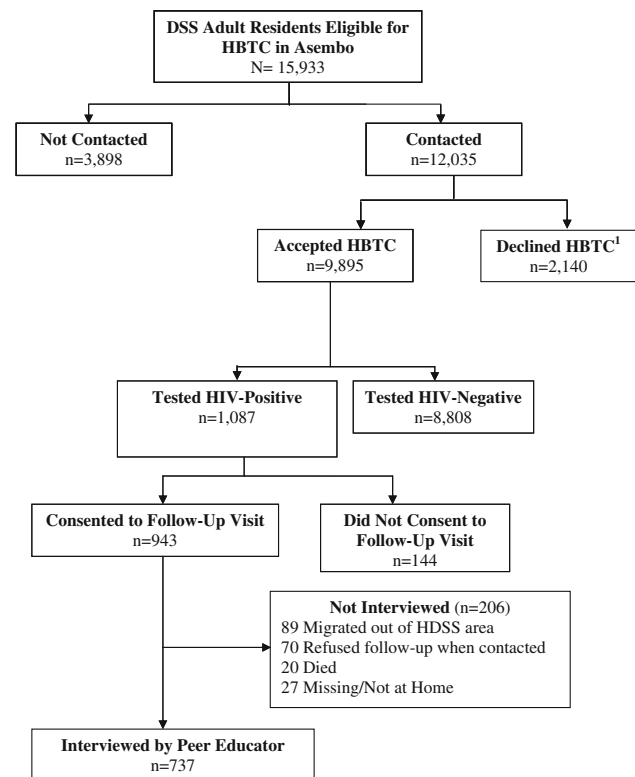 DSS Adult Residents Eligible for
HBTC in Asembo
N= 15,933
Not Contacted
n=3,898
Contacted
n=12,035
Accepted HBTC
n=9,895
Declined HBTC¹
n=2,140
Tested HIV-Positive
n=1,087
Tested HIV-Negative
n=8,808
Consented to Follow-Up Visit
n=943
Did Not Consent to
Follow-Up Visit
n=144
Not Interviewed (n=206)
89 Migrated out of HDSS area
70 Refused follow-up when contacted
20 Died
27 Missing/Not at Home
Interviewed by Peer Educator
n=737